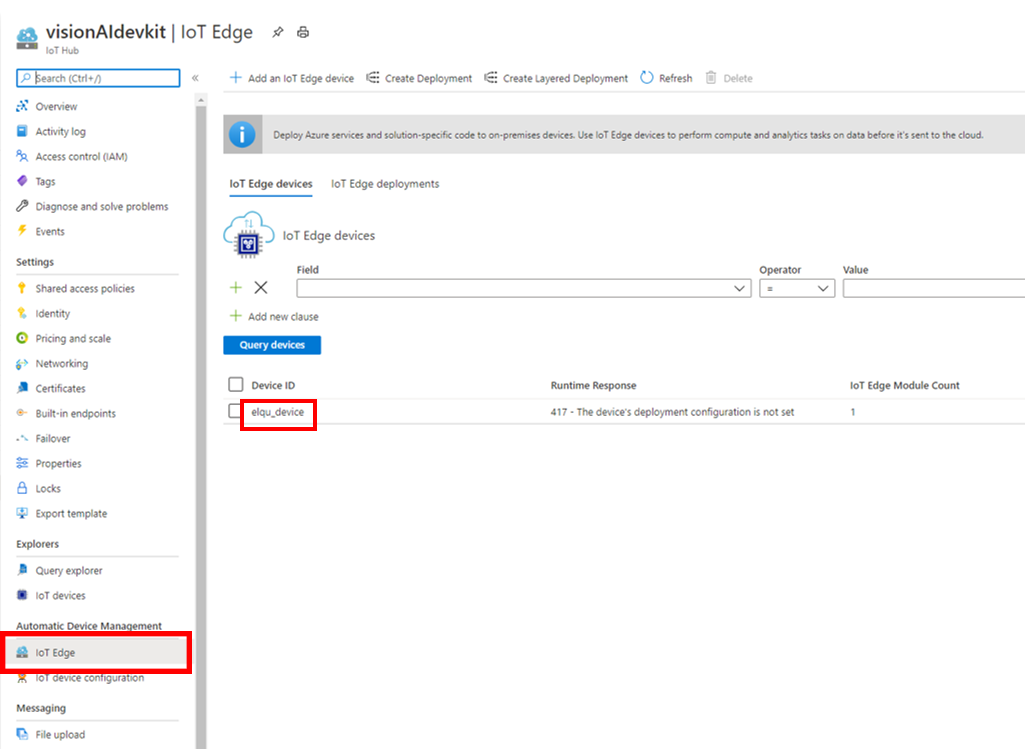 visionAIdevkit | IoT Edge
IoT Hub
Search (Ctrl+/)
«
Overview
Activity log
Access control (IAM)
Tags
Diagnose and solve problems
Events
Settings
Shared access policies
Identity
Pricing and scale
Networking
Certificates
Built-in endpoints
Failover
Properties
Locks
Export template
Explorers
Query explorer
IoT devices
Automatic Device Management
IoT Edge
IoT device configuration
Messaging
File upload
Add an IoT Edge device Create Deployment Create Layered Deployment Refresh Delete
Deploy Azure services and solution-specific code to on-premises devices. Use IoT Edge devices to perform compute and analytics tasks on data before it's sent to the cloud.
IoT Edge devices IoT Edge deployments
IoT Edge devices
Field Operator Value
=
Add new clause
Query devices
Device ID Runtime Response IoT Edge Module Count
elqu_device 417 - The device's deployment configuration is not set 1